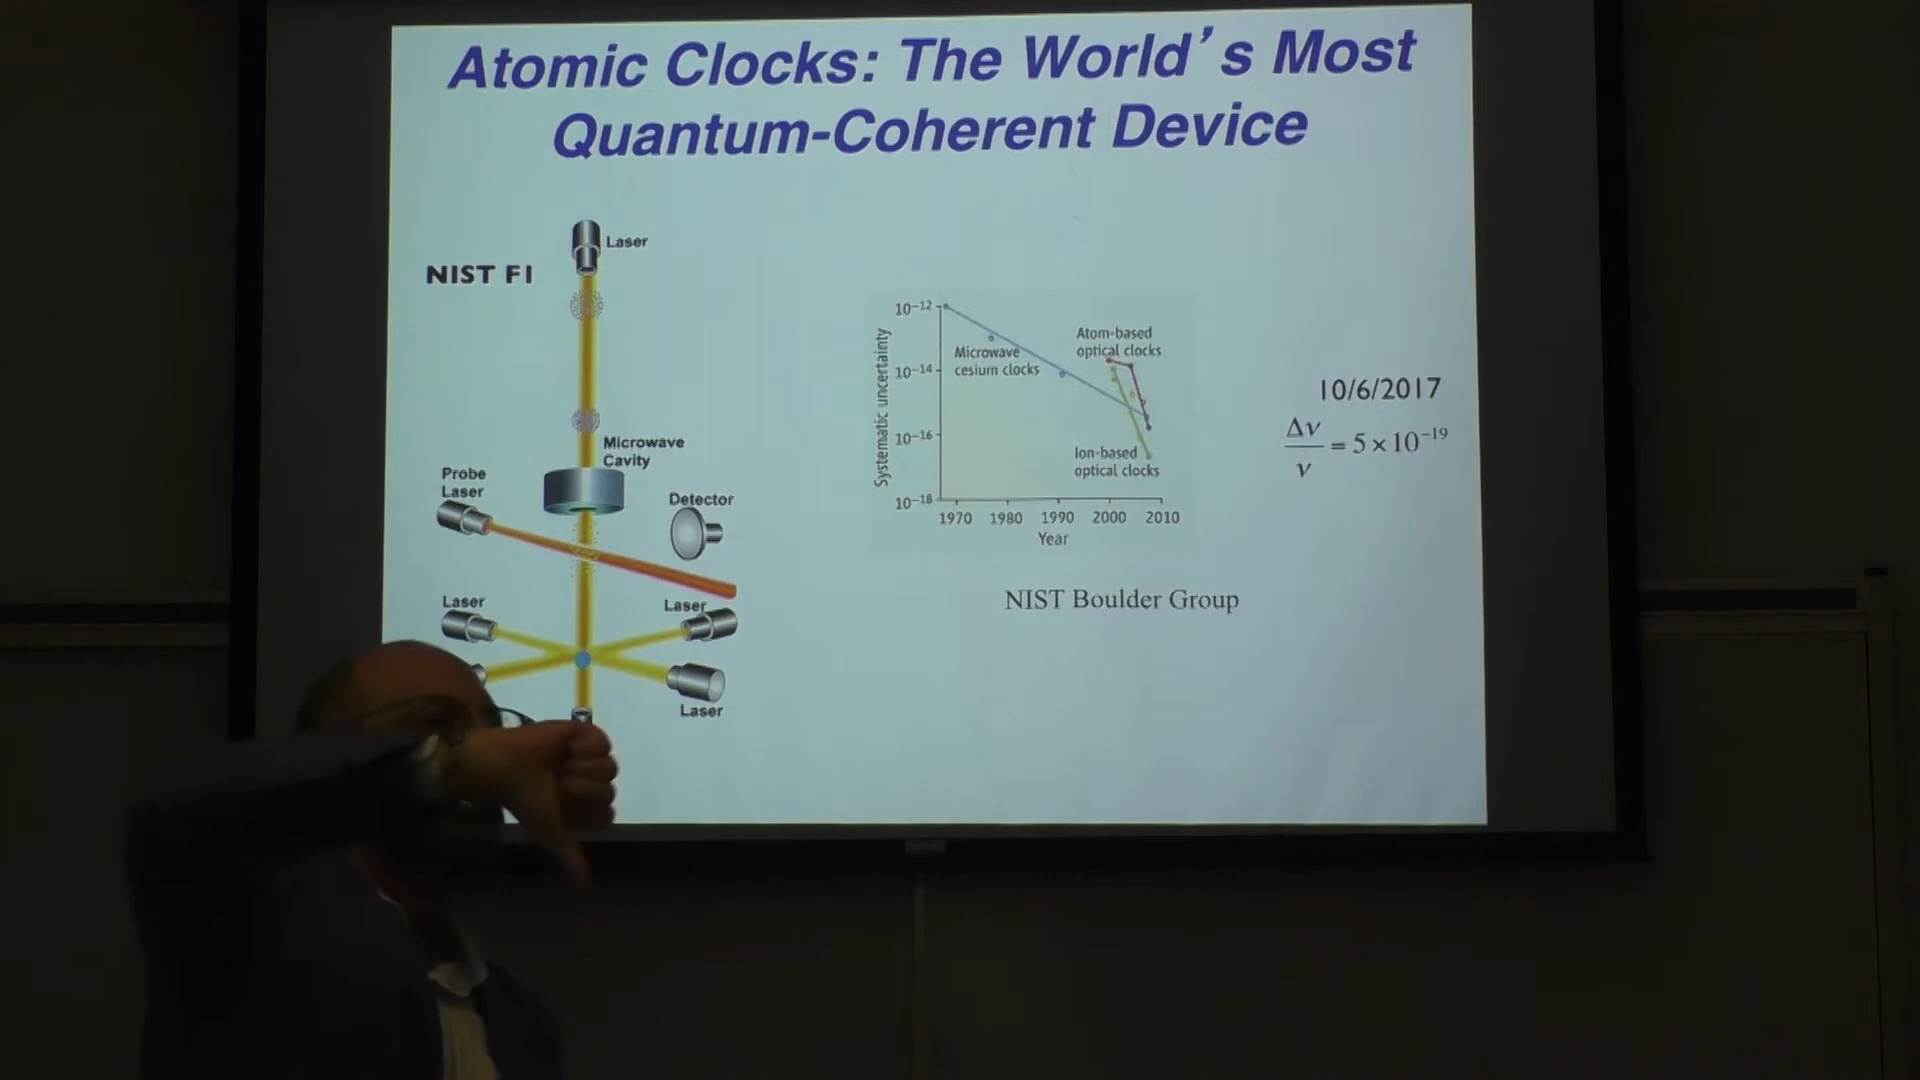 Atomic Clocks: The World's Most
Quantum-Coherent Device
Laser
NIST F1
Microwave
Cavity
Probe
Laser
Detector
Laser
Laser
Laser
10−12
10−14
10−16
10−18
Systematic uncertainty
Microwave
cesium clocks
Atom-based
optical clocks
Ion-based
optical clocks
1970 1980 1990 2000 2010
Year
NIST Boulder Group
10/6/2017
Δν/ν = 5×10−19